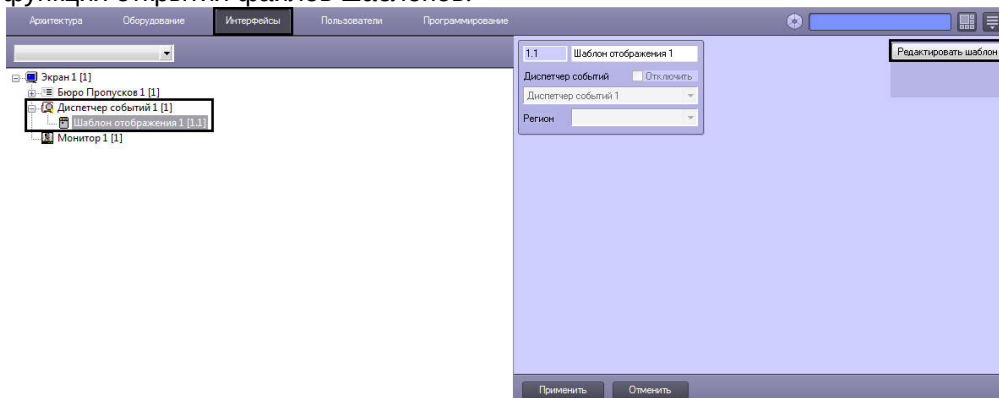 функции открытия файлов шаблонов.
Архитектура Оборудование Интерфейсы Пользователи Программирование
1.1 Шаблон отображения 1
Редактировать шаблон
Экран 1 [1]
Бюро Пропусков 1 [1]
Диспетчер событий 1 [1]
Шаблон отображения 1 [1.1]
Монитор 1 [1]
Диспетчер событий Отключить
Диспетчер событий 1
Регион
Применить Отменить